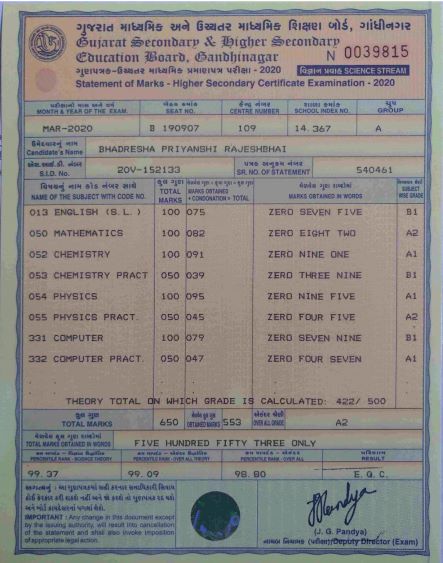 ગુજરાત માધ્યમિક અને ઉચ્ચતર માધ્યમિક શિક્ષણ બોર્ડ, ગાંધીનગર
Gujarat Secondary & Higher Secondary
Education Board, Gandhinagar
N 0039815
ગુણપત્રક-ઉચ્ચતર માધ્યમિક પ્રમાણપત્ર પરીક્ષા - 2020
વિજ્ઞાન પ્રવાહ SCIENCE STREAM
Statement of Marks - Higher Secondary Certificate Examination - 2020
પરીક્ષાનો માસ અને વર્ષ બેઠક ક્રમાંક કેન્દ્ર નંબર શાળા ક્રમાંક ગ્રુપ
MONTH & YEAR OF THE EXAM. SEAT NO. CENTRE NUMBER SCHOOL INDEX NO. GROUP
MAR-2020 B 190907 109 14.367 A
ઉમેદવારનું નામ
Candidate's Name BHADRESHA PRIYANSHI RAJESHBHAI
એસ.આઈ.ડી. નંબર પત્રક અનુક્રમ નંબર
S.I.D. No. 20V-152133 SR. NO. OF STATEMENT 540461
વિષયનું નામ કોડ નંબર સાથે કુલ ગુણ મેળવેલ ગુણ શબ્દોમાં
NAME OF THE SUBJECT WITH CODE NO. TOTAL MARKS MARKS OBTAINED + CONDONATION = TOTAL MARKS OBTAINED IN WORDS SUBJECT WISE GRADE
013 ENGLISH (S.L.) 100 075 ZERO SEVEN FIVE B1
050 MATHEMATICS 100 082 ZERO EIGHT TWO A2
052 CHEMISTRY 100 091 ZERO NINE ONE A1
053 CHEMISTRY PRACT 050 039 ZERO THREE NINE B1
054 PHYSICS 100 095 ZERO NINE FIVE A1
055 PHYSICS PRACT. 050 045 ZERO FOUR FIVE A2
331 COMPUTER 100 079 ZERO SEVEN NINE B1
332 COMPUTER PRACT. 050 047 ZERO FOUR SEVEN A1
THEORY TOTAL ON WHICH GRADE IS CALCULATED: 422/ 500
કુલ ગુણ
TOTAL MARKS 650 OBTAINED MARKS 553 OVER ALL GRADE A2
મેળવેલ કુલ ગુણ શબ્દોમાં
TOTAL MARKS OBTAINED IN WORDS FIVE HUNDRED FIFTY THREE ONLY
પરિણામ
PERCENTILE RANK - SCIENCE THEORY PERCENTILE RANK - OVER ALL THEORY PERCENTILE RANK - OVER ALL RESULT
99.37 99.09 98.80 E.Q.C.
IMPORTANT : Any change in this document except
by the issuing authority, will result into cancellation
of the statement and shall also invoke imposition
of appropriate legal action.
(J. G. Pandya)
નાયબ નિયામક (પરીક્ષા)/Deputy Director (Exam)